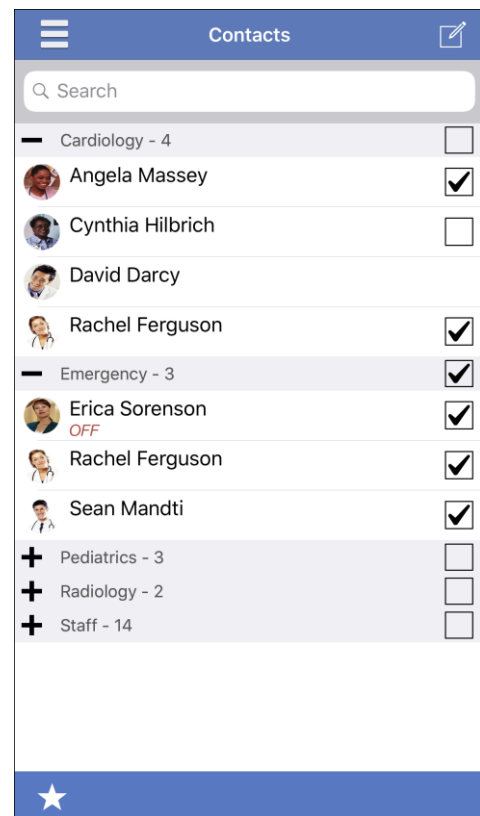 Contacts
Search
Cardiology - 4
Angela Massey
Cynthia Hilbrich
David Darcy
Rachel Ferguson
Emergency - 3
Erica Sorenson
OFF
Rachel Ferguson
Sean Mandti
Pediatrics - 3
Radiology - 2
Staff - 14